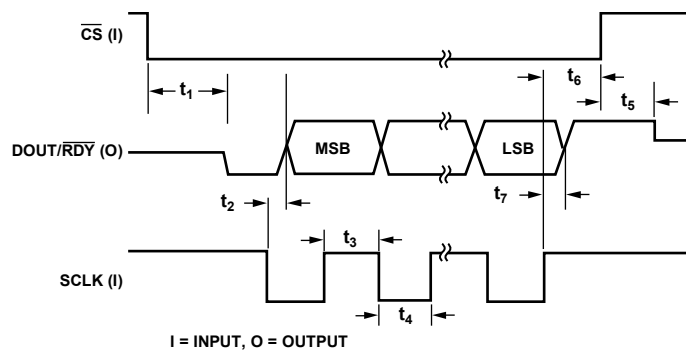 CS (I)
t6
t1
t5
DOUT/RDY (O)
MSB
LSB
t2
t7
t3
SCLK (I)
t4
I = INPUT, O = OUTPUT